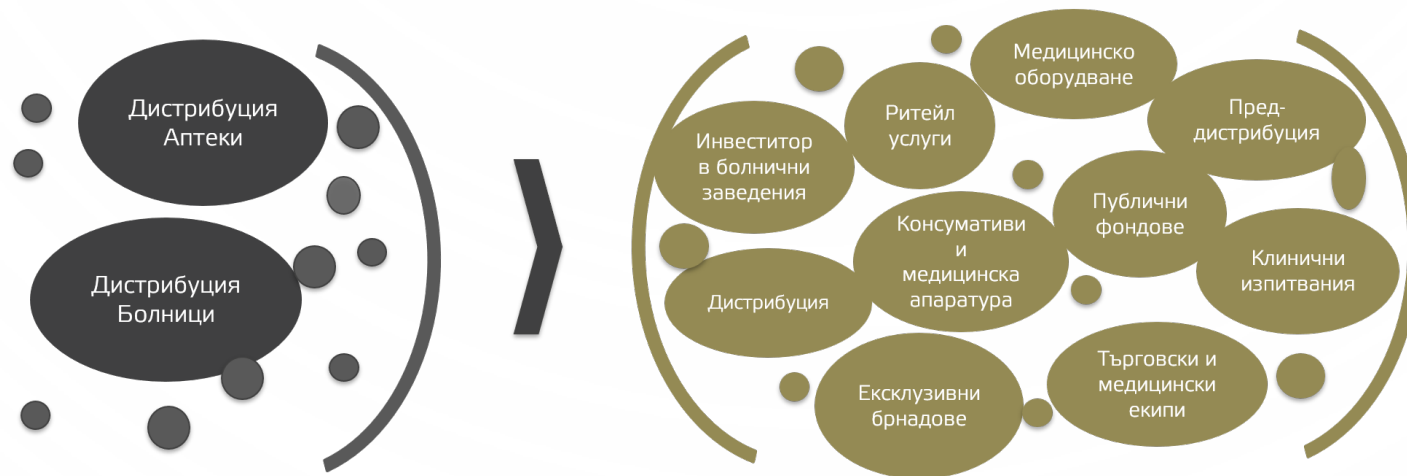 Дистрибуция
Аптеки
Дистрибуция
Болници
Медицинско
оборудване
Ритейл
услуги
Пред-
дистрибуция
Инвеститор
в болнични
заведения
Консумативи
и
медицинска
апаратура
Публични
фондове
Клинични
изпитвания
Дистрибуция
Ексклузивни
брнадове
Търговски и
медицински
екипи